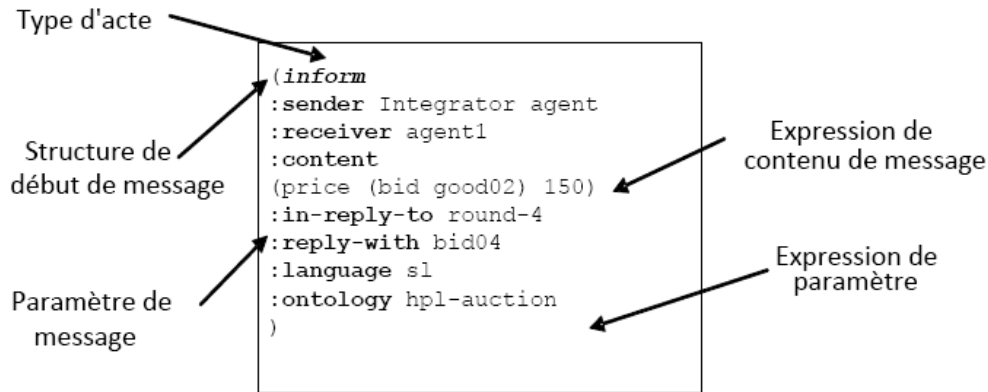 Type d'acte
(inform
:sender Integrator agent
:receiver agent1
:content
(price (bid good02) 150)
:in-reply-to round-4
:reply-with bid04
:language sl
:ontology hpl-auction
)
Structure de
début de message
Paramètre de
message
Expression de
contenu de message
Expression de
paramètre